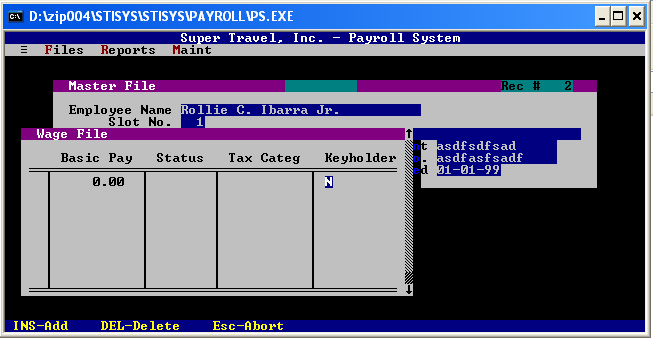 D:\zip004\STISYS\STISYS\PAYROLL\PS.EXE
Super Travel, Inc. - Payroll System
≡ Files Reports Maint
Master File Rec # 2
Employee Name Rollie C. Ibarra Jr.
Slot No. 1
Wage File
Basic Pay Status Tax Categ Keyholder
0.00 N
t asdfsdfsad
. asdfasfsadf
d 01-01-99
INS-Add DEL-Delete Esc-Abort